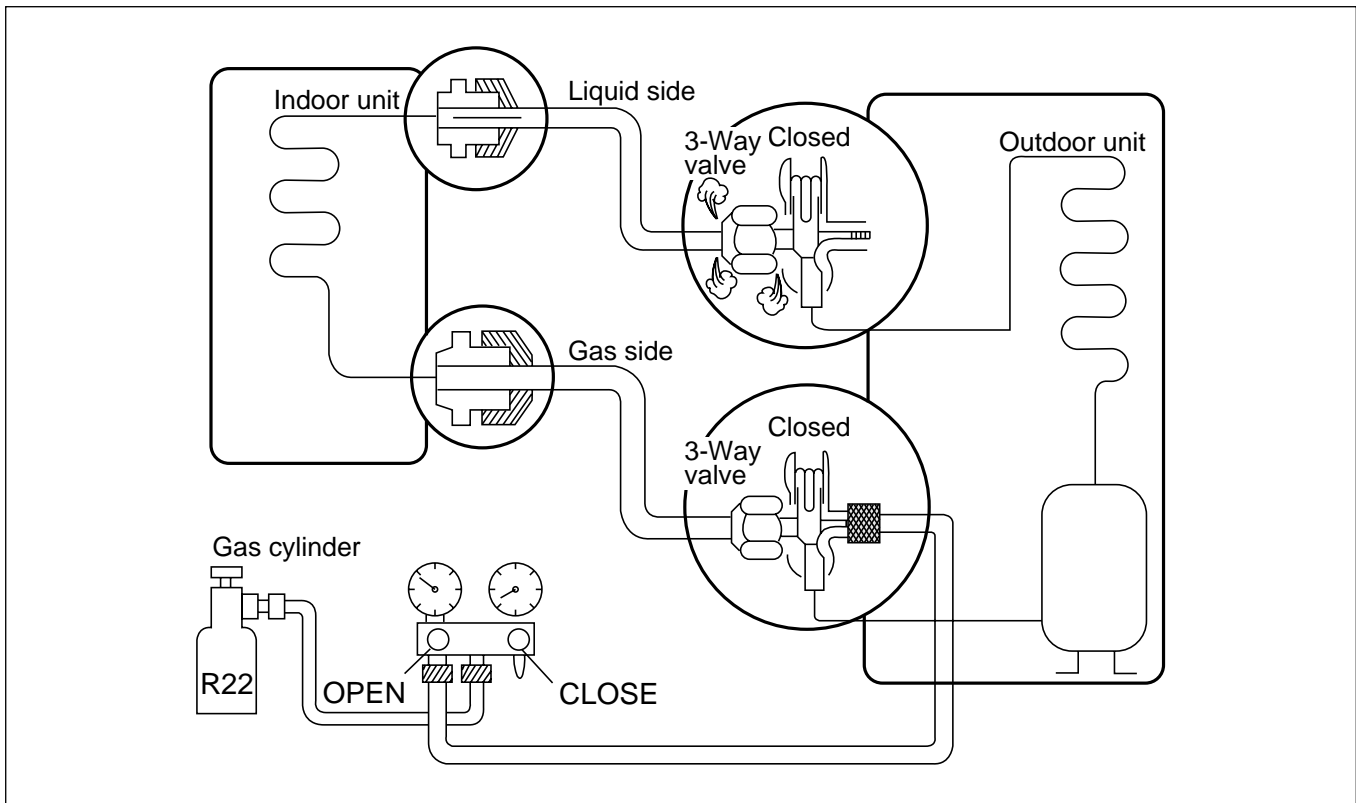 Indoor unit
Liquid side
3-Way
valve
Closed
Outdoor unit
Gas side
3-Way
valve
Closed
Gas cylinder
R22
OPEN
CLOSE